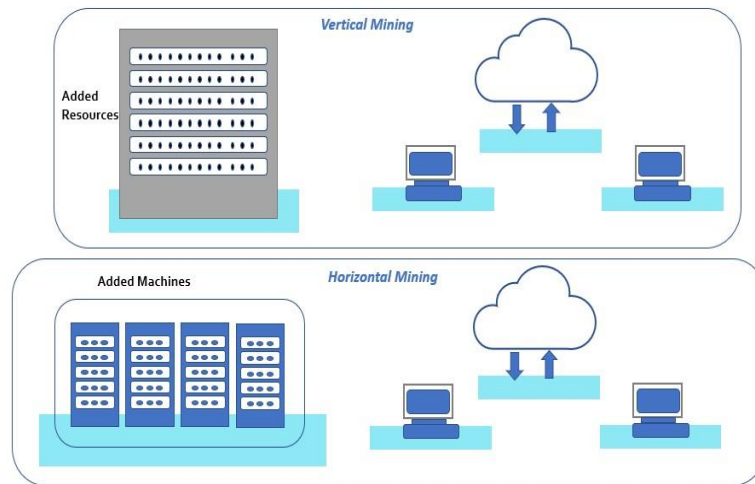 Vertical Mining
Added
Resources
Added Machines
Horizontal Mining